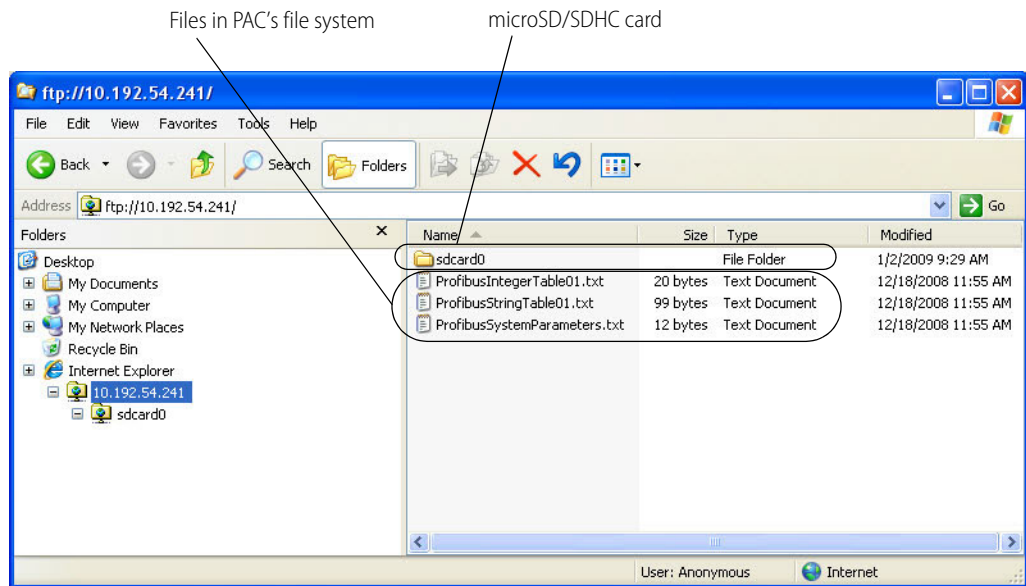 Files in PAC's file system
microSD/SDHC card
ftp://10.192.54.241/
File Edit View Favorites Tools Help
Back Search Folders
Address ftp://10.192.54.241/ Go
Folders x Name Size Type Modified
Desktop
My Documents
My Computer
My Network Places
Recycle Bin
Internet Explorer
10.192.54.241
sdcard0
sdcard0 File Folder 1/2/2009 9:29 AM
ProfibusIntegerTable01.txt 20 bytes Text Document 12/18/2008 11:55 AM
ProfibusStringTable01.txt 99 bytes Text Document 12/18/2008 11:55 AM
ProfibusSystemParameters.txt 12 bytes Text Document 12/18/2008 11:55 AM
User: Anonymous Internet